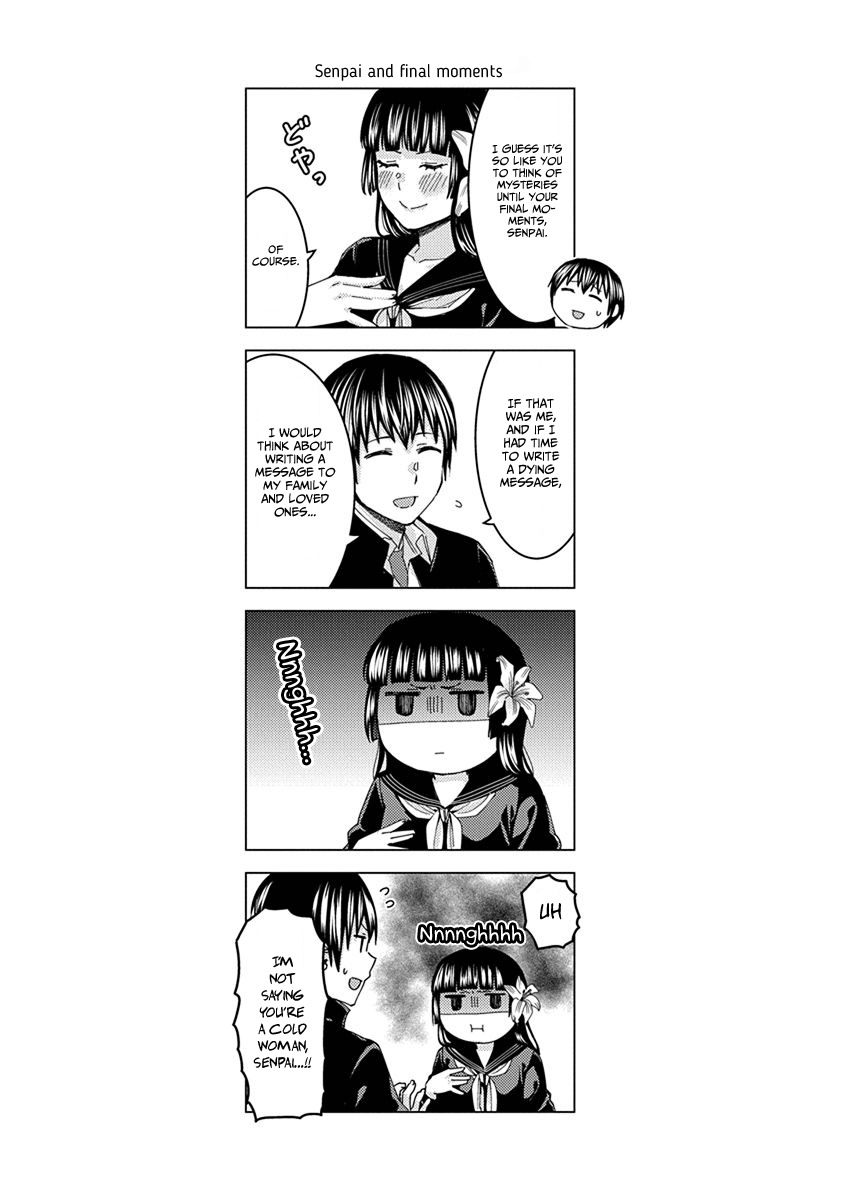 Senpai and final moments
I GUESS IT'S
SO LIKE YOU
TO THINK OF
MYSTERIES
UNTIL YOUR
FINAL MO-
MENTS,
SENPAI.
どやっ
OF
COURSE.
IF THAT
WAS ME,
AND IF I
HAD TIME
TO WRITE
A DYING
MESSAGE,
I WOULD
THINK ABOUT
WRITING A
MESSAGE TO
MY FAMILY
AND LOVED
ONES...
Nnnghhh...
UH
Nnnnghhhh
I'M
NOT
SAYING
YOU'RE
A COLD
WOMAN,
SENPAI...!!